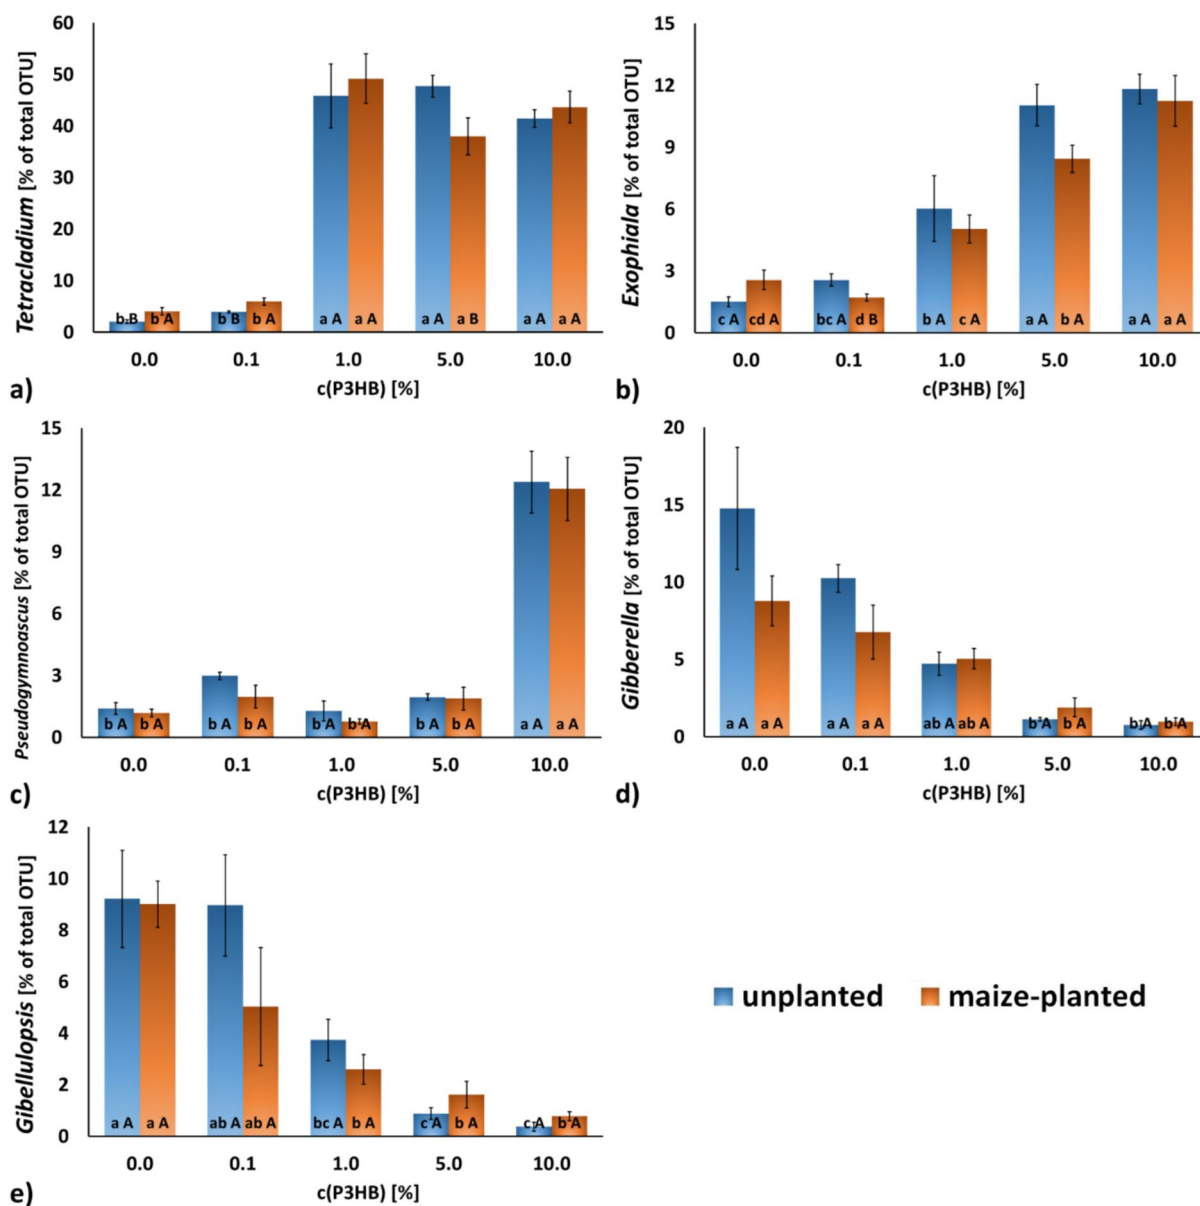 Tetracladium [% of total OTU]
60
50
40
30
20
10
0
b B b A b B b A a A a A a A a B a A a A
0.0 0.1 1.0 5.0 10.0
c(P3HB) [%]
a)
Exophiala [% of total OTU]
15
12
9
6
3
0
c A cd A bc A d B b A c A a A b A a A a A
0.0 0.1 1.0 5.0 10.0
c(P3HB) [%]
b)
Pseudogymnoascus [% of total OTU]
15
12
9
6
3
0
b A b A b A b A b A b A b A b A a A a A
0.0 0.1 1.0 5.0 10.0
c(P3HB) [%]
c)
Gibberella [% of total OTU]
20
15
10
5
0
a A a A a A a A ab A ab A b A b A b A b A
0.0 0.1 1.0 5.0 10.0
c(P3HB) [%]
d)
Gibellulopsis [% of total OTU]
12
10
8
6
4
2
0
a A a A ab A ab A bc A b A c A b A c A b A
0.0 0.1 1.0 5.0 10.0
c(P3HB) [%]
e)
unplanted maize-planted